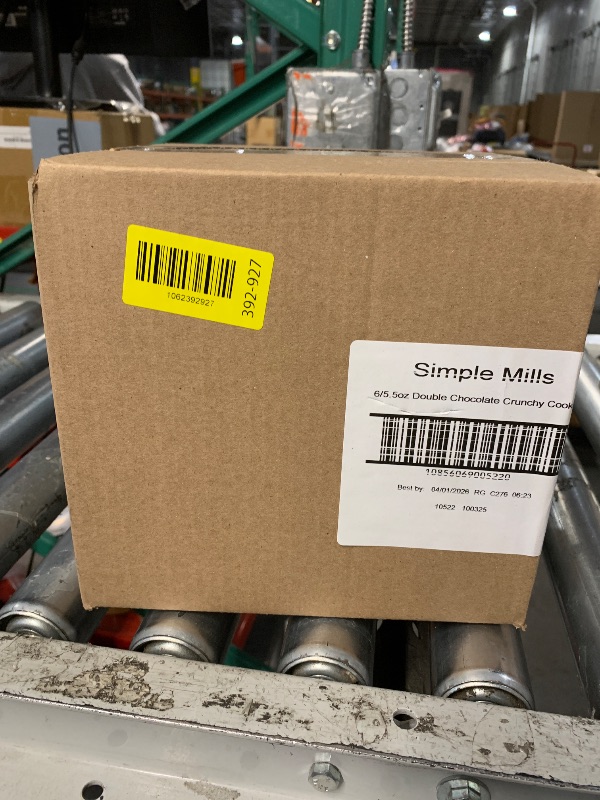 on
1062392927
392-927
Simple Mills
6/5.5oz Double Chocolate Crunchy Cook
10856069005220
Best by: 04/01/2026 RG C276 06:23
10522 100325